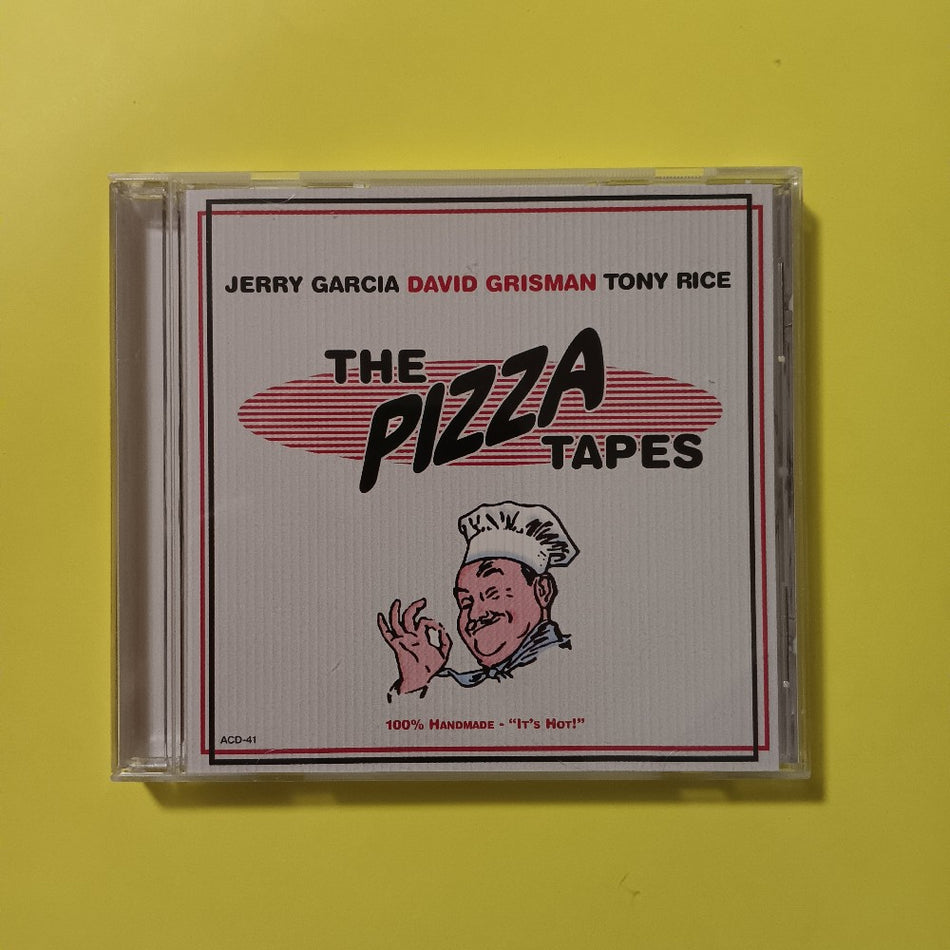 JERRY GARCIA DAVID GRISMAN TONY RICE
THE
PIZZA
TAPES
100% HANDMADE - "IT'S HOT!"
ACD-41